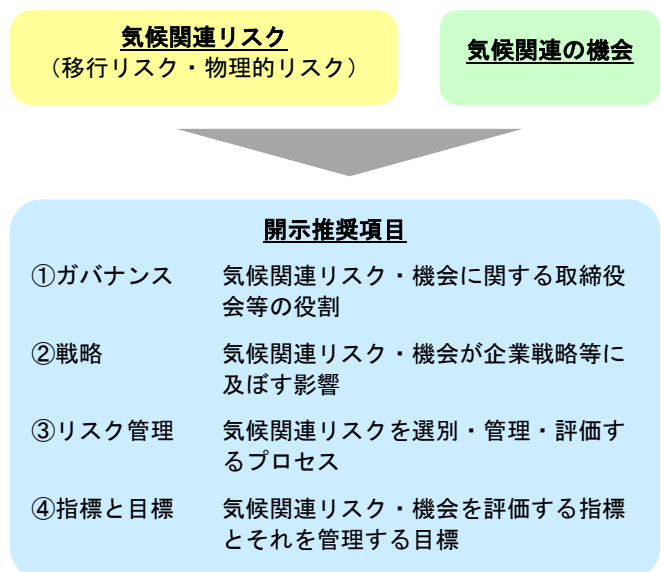 気候関連リスク
（移行リスク・物理的リスク）
気候関連の機会
開示推奨項目
①ガバナンス 気候関連リスク・機会に関する取締役
会等の役割
②戦略 気候関連リスク・機会が企業戦略等に
及ぼす影響
③リスク管理 気候関連リスクを選別・管理・評価す
るプロセス
④指標と目標 気候関連リスク・機会を評価する指標
とそれを管理する目標